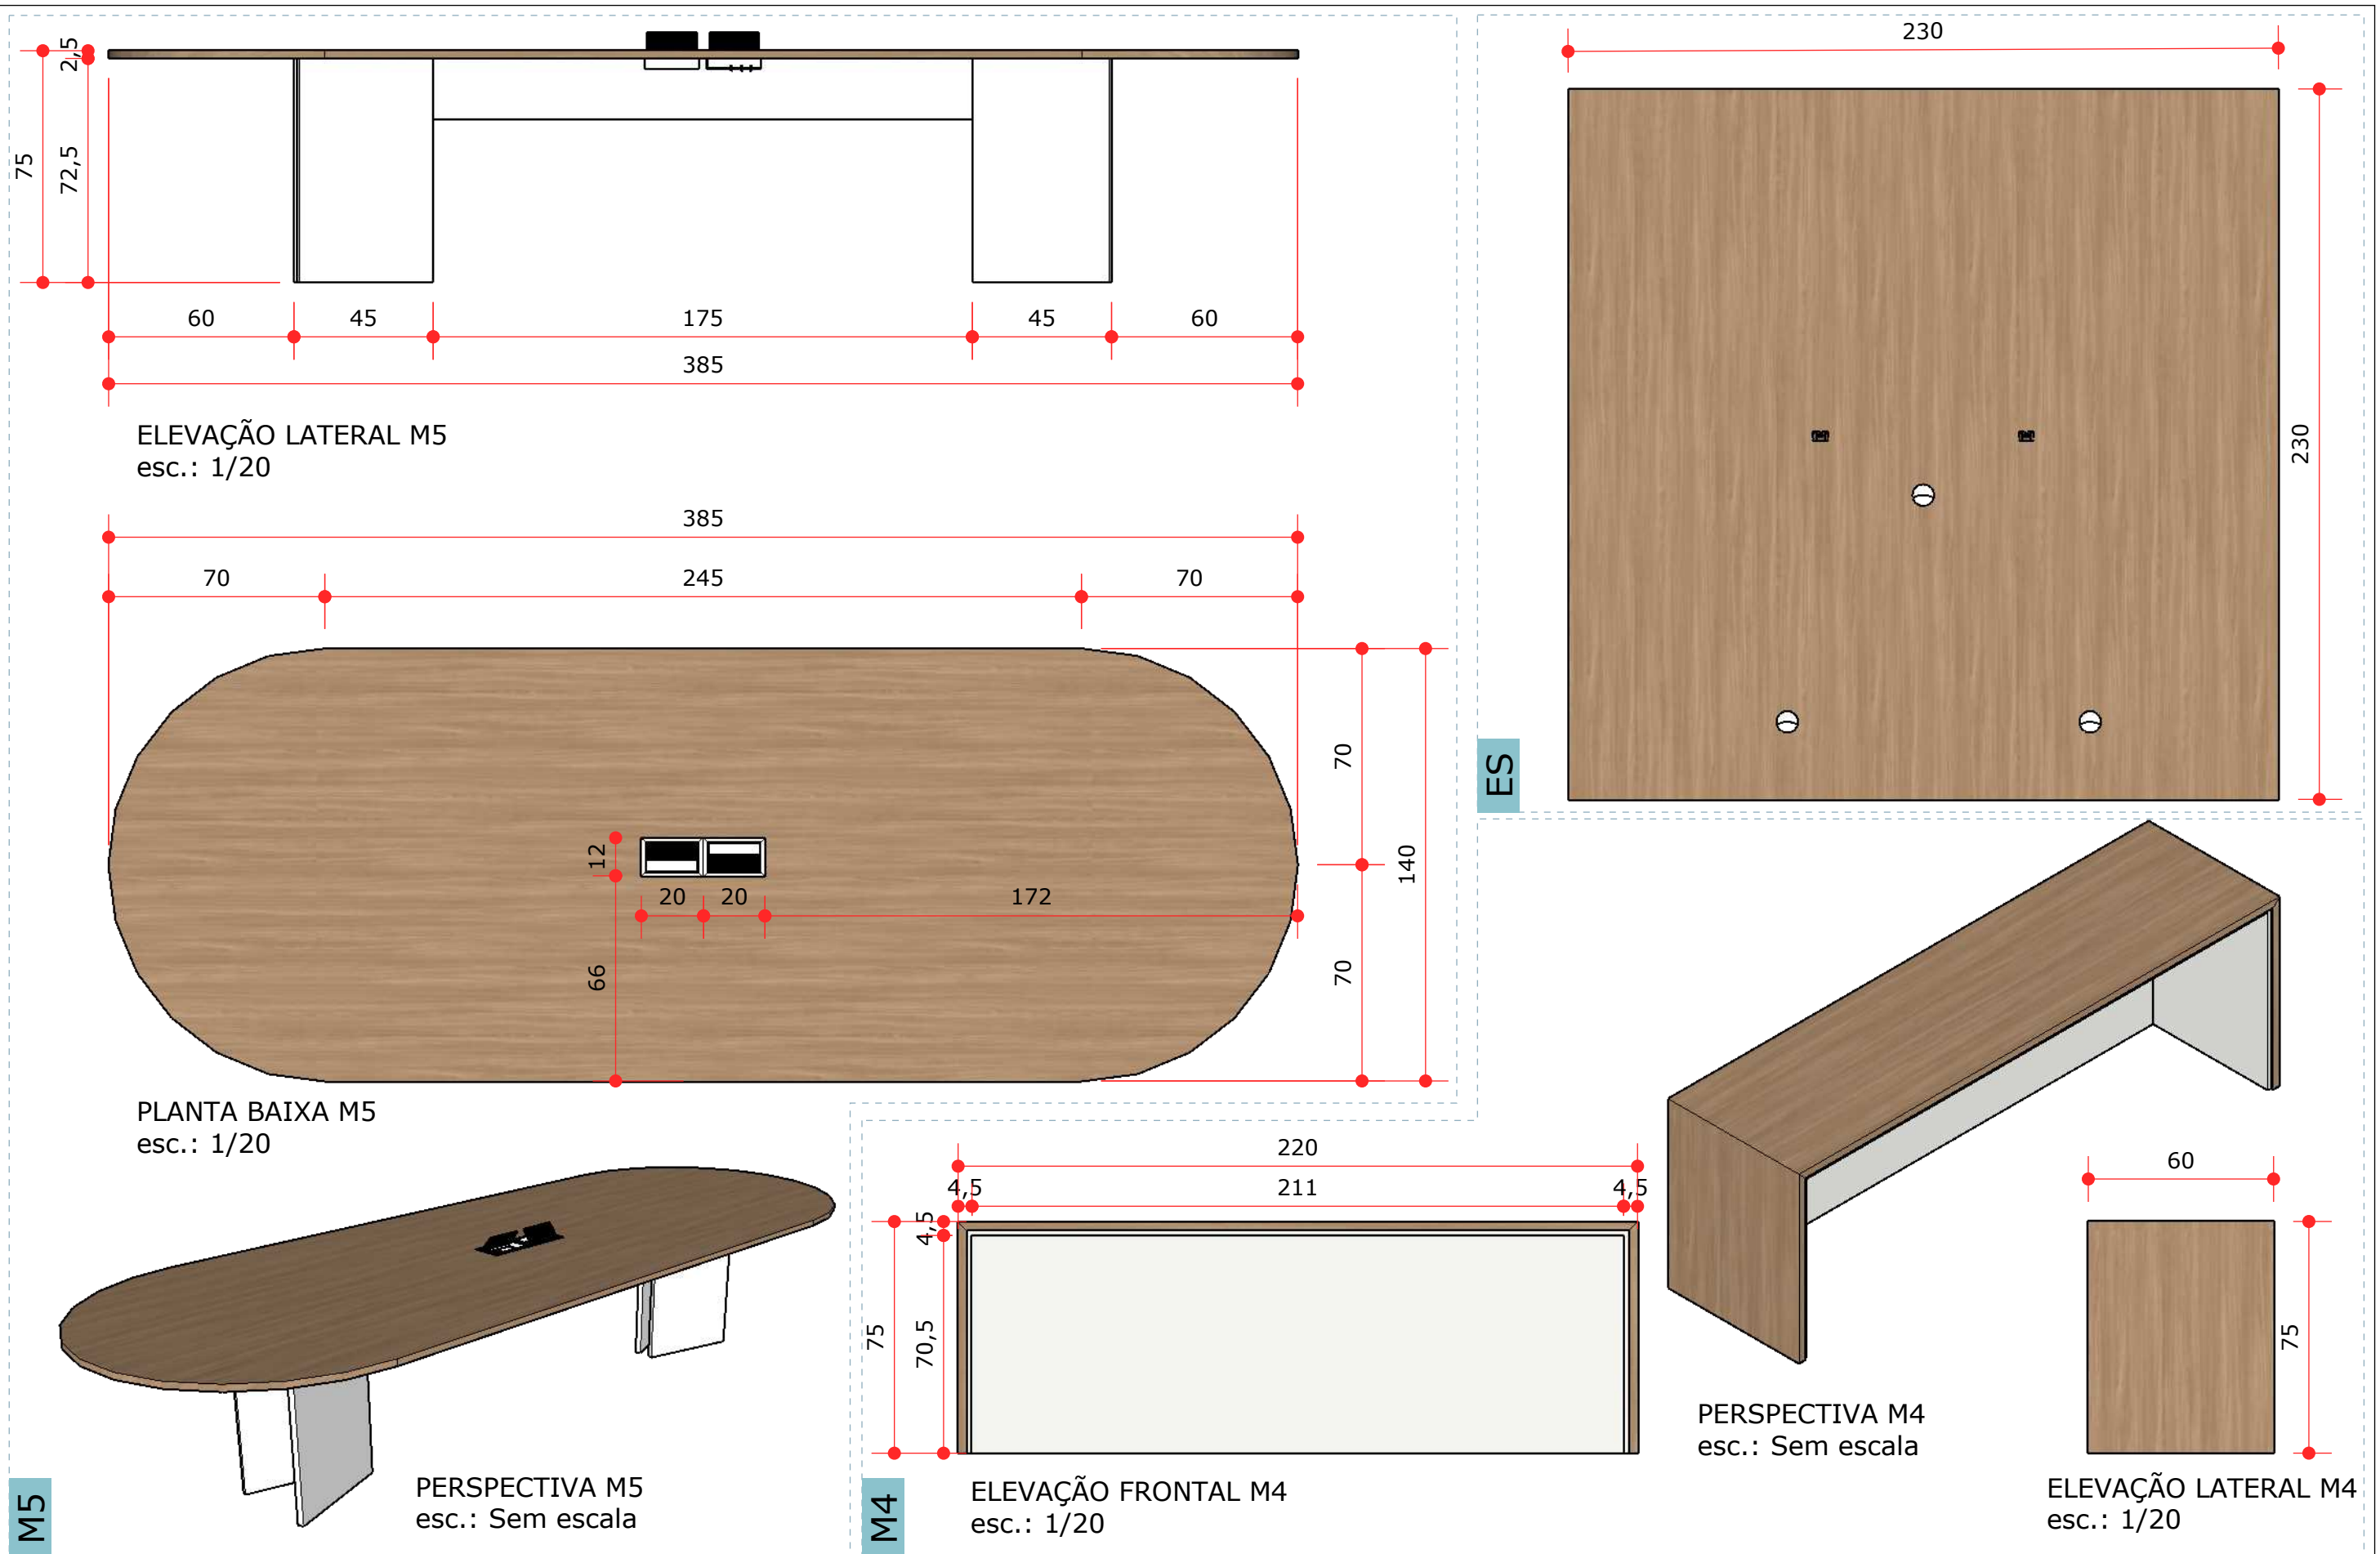 2,5
75
72,5
60
45
175
45
60
385
ELEVAÇÃO LATERAL M5
esc.: 1/20
385
70
245
70
12
20
20
172
66
70
70
140
PLANTA BAIXA M5
esc.: 1/20
PERSPECTIVA M5
esc.: Sem escala
M5
230
230
ES
220
4,5
211
4,5
4,5
75
70,5
ELEVAÇÃO FRONTAL M4
esc.: 1/20
M4
PERSPECTIVA M4
esc.: Sem escala
60
75
ELEVAÇÃO LATERAL M4
esc.: 1/20